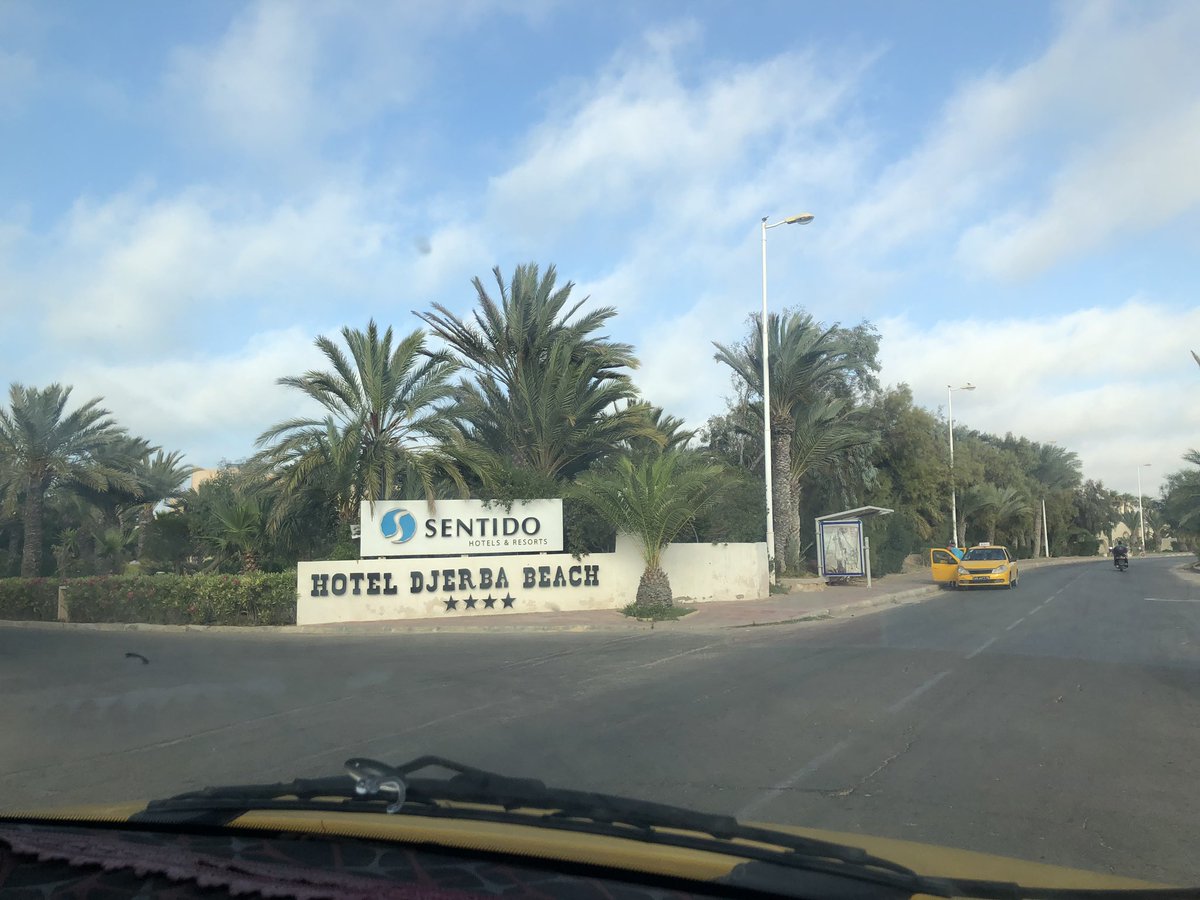 SENTIDO
HOTELS & RESORTS
HOTEL DJERBA BEACH
★★★★